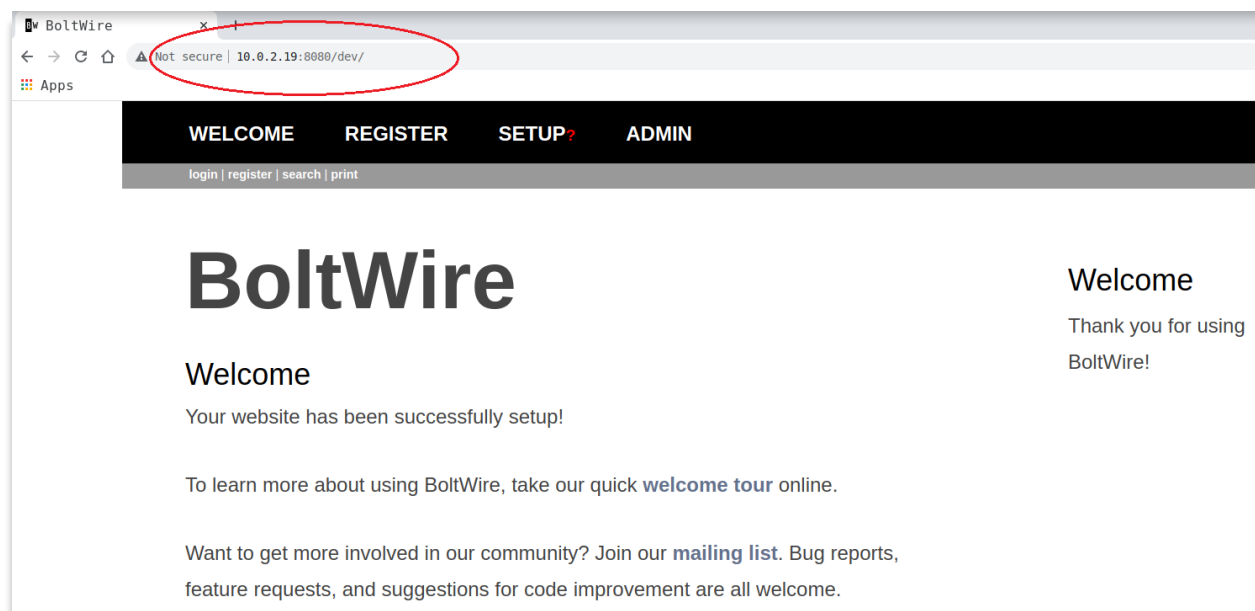 BW BoltWire × +
Not secure | 10.0.2.19:8080/dev/
Apps
WELCOME REGISTER SETUP? ADMIN
login | register | search | print
BoltWire
Welcome
Thank you for using
BoltWire!
Welcome
Your website has been successfully setup!
To learn more about using BoltWire, take our quick welcome tour online.
Want to get more involved in our community? Join our mailing list. Bug reports,
feature requests, and suggestions for code improvement are all welcome.